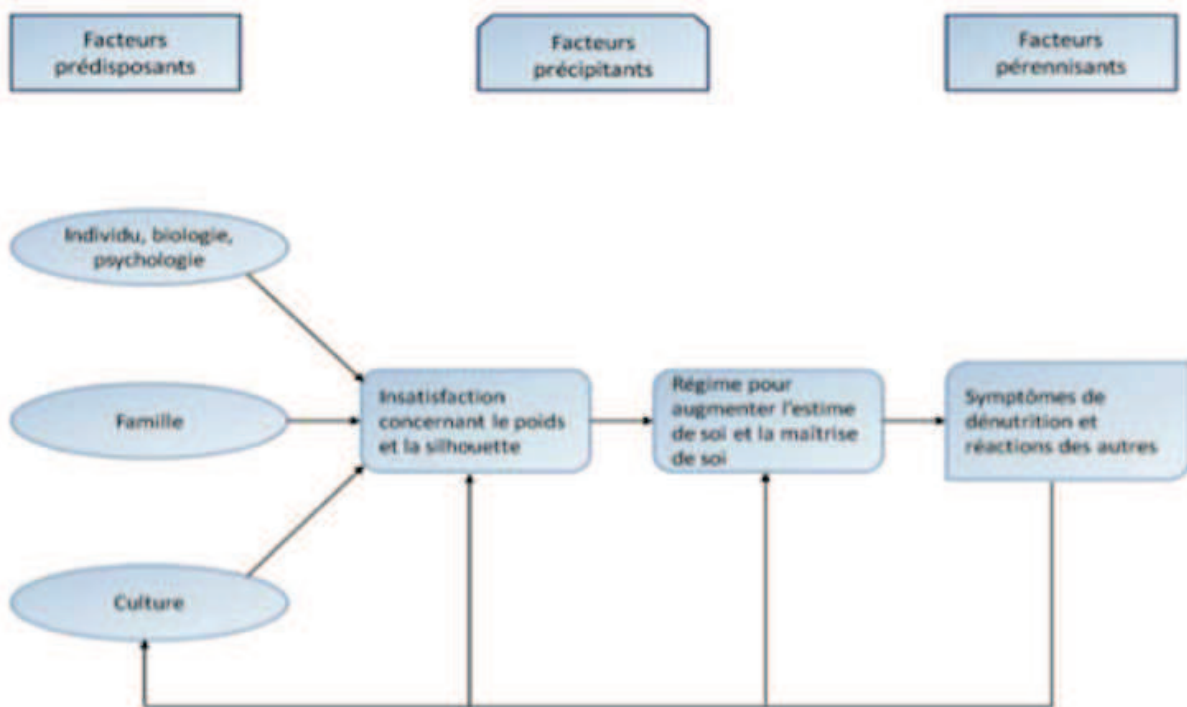 Facteurs
prédisposants
Facteurs
précipitants
Facteurs
pérennisants
Individu, biologie,
psychologie
Famille
Insatisfaction
concernant le poids
et la silhouette
Régime pour
augmenter l'estime
de soi et la maîtrise
de soi
Symptômes de
dénutrition et
réactions des autres
Culture